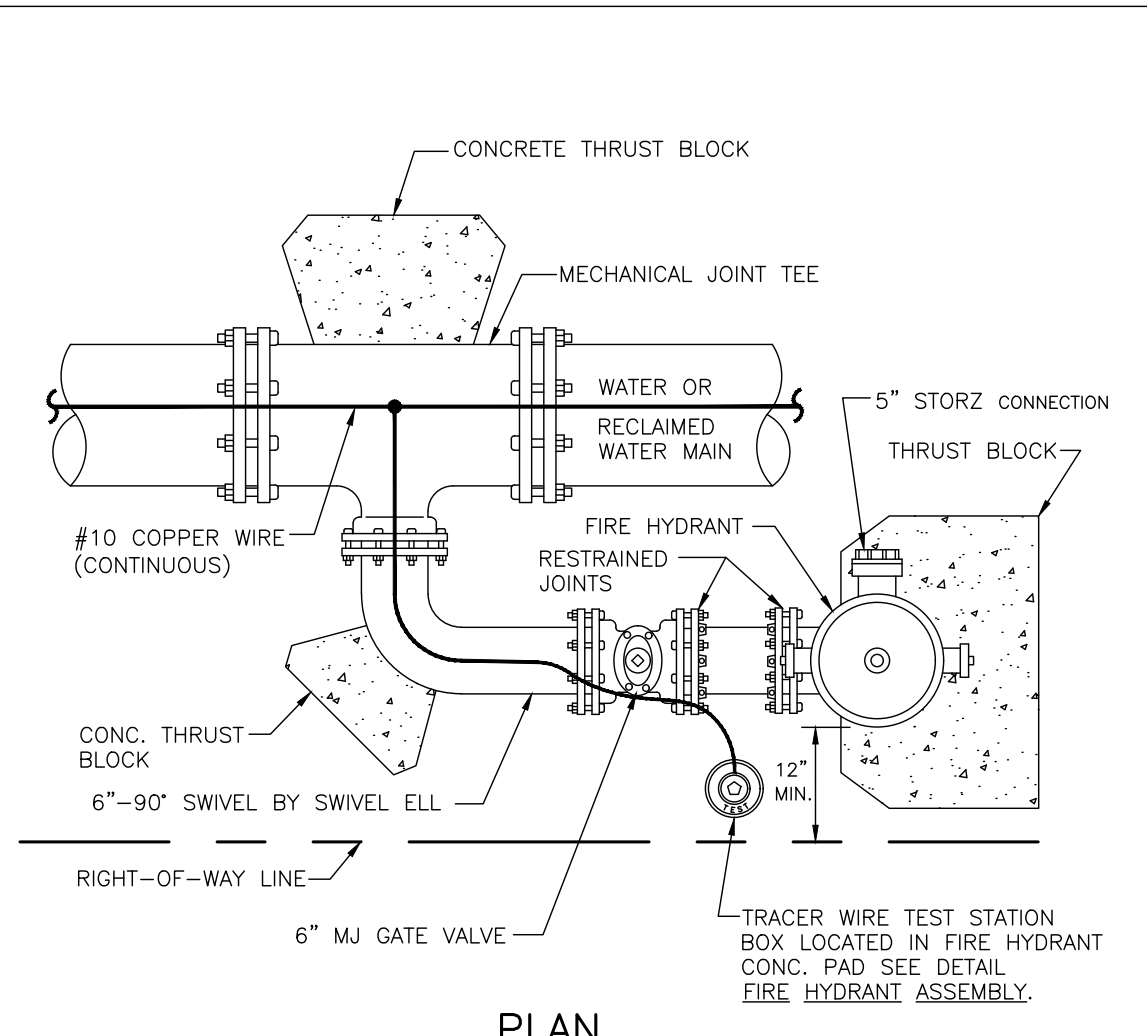 CONCRETE THRUST BLOCK
MECHANICAL JOINT TEE
WATER OR
RECLAIMED
WATER MAIN
5" STORZ CONNECTION
THRUST BLOCK
#10 COPPER WIRE
(CONTINUOUS)
FIRE HYDRANT
RESTRAINED
JOINTS
CONC. THRUST
BLOCK
12"
MIN.
6"-90° SWIVEL BY SWIVEL ELL
TEST
RIGHT-OF-WAY LINE
6" MJ GATE VALVE
TRACER WIRE TEST STATION
BOX LOCATED IN FIRE HYDRANT
CONC. PAD SEE DETAIL
FIRE HYDRANT ASSEMBLY.
PLAN